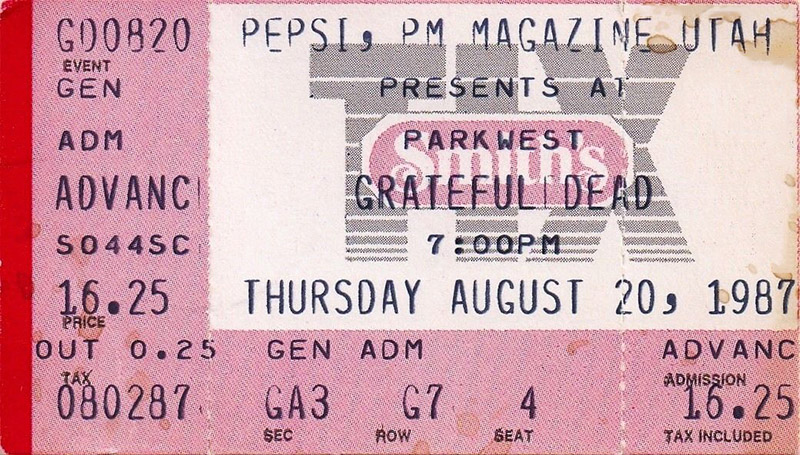 G00820 PEPSI, PM MAGAZINE UTAH
EVENT
GEN PRESENTS AT
TIX
ADM PARKWEST
Smith's
ADVANC GRATEFUL DEAD
S044SC 7:00PM
16.25 THURSDAY AUGUST 20, 1987
PRICE
OUT 0.25 GEN ADM ADVANC
TAX ADMISSION
080287 GA3 G7 4 16.25
SEC ROW SEAT TAX INCLUDED